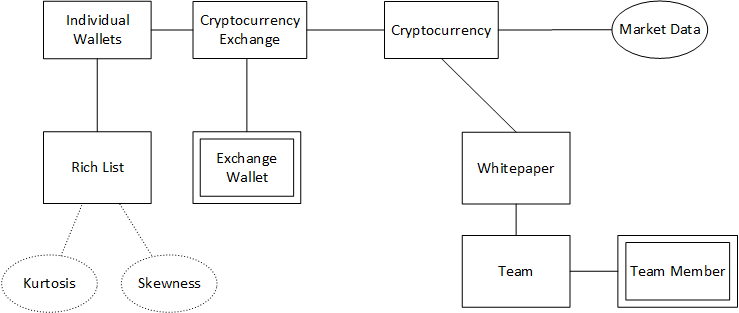 Individual
Wallets
Cryptocurrency
Exchange
Cryptocurrency
Market Data
Rich List
Exchange
Wallet
Whitepaper
Kurtosis
Skewness
Team
Team Member